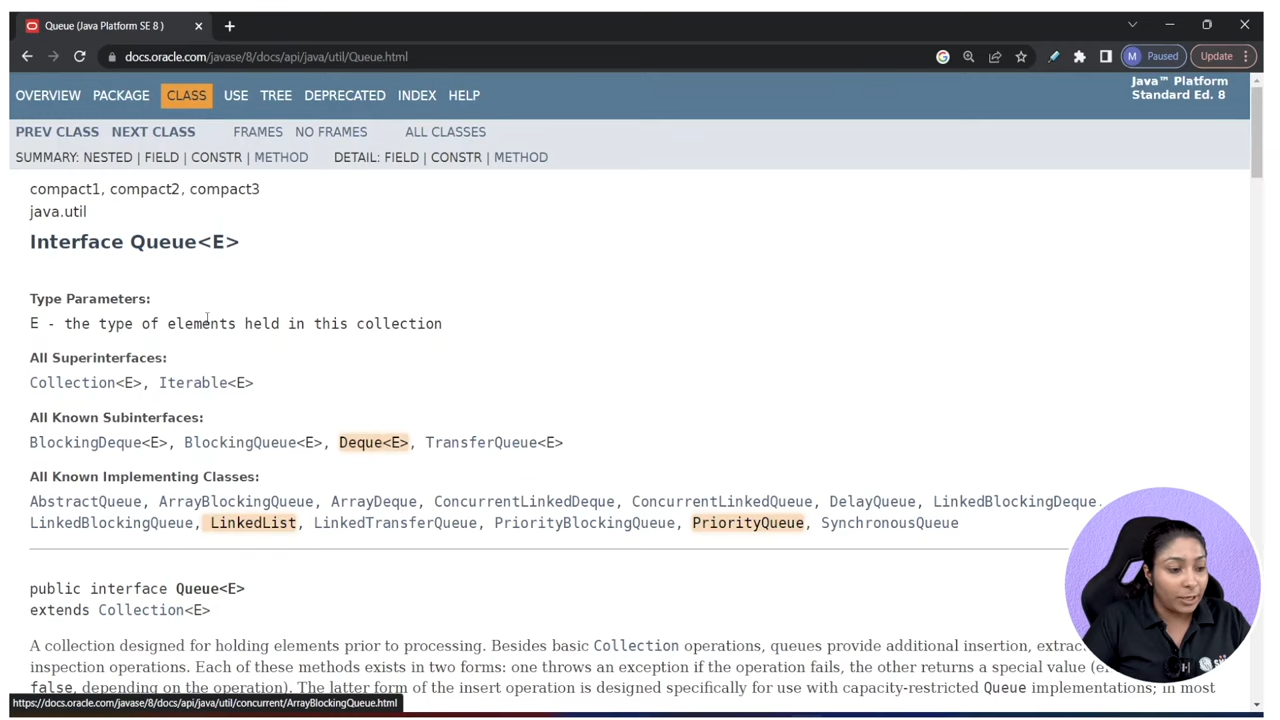 Queue (Java Platform SE 8 )
docs.oracle.com/javase/8/docs/api/java/util/Queue.html
M Paused Update
OVERVIEW PACKAGE CLASS USE TREE DEPRECATED INDEX HELP
Java™ Platform
Standard Ed. 8
PREV CLASS NEXT CLASS FRAMES NO FRAMES ALL CLASSES
SUMMARY: NESTED | FIELD | CONSTR | METHOD DETAIL: FIELD | CONSTR | METHOD
compact1, compact2, compact3
java.util
Interface Queue<E>
Type Parameters:
E - the type of elements held in this collection
All Superinterfaces:
Collection<E>, Iterable<E>
All Known Subinterfaces:
BlockingDeque<E>, BlockingQueue<E>, Deque<E>, TransferQueue<E>
All Known Implementing Classes:
AbstractQueue, ArrayBlockingQueue, ArrayDeque, ConcurrentLinkedDeque, ConcurrentLinkedQueue, DelayQueue, LinkedBlockingDeque,
LinkedBlockingQueue, LinkedList, LinkedTransferQueue, PriorityBlockingQueue, PriorityQueue, SynchronousQueue
public interface Queue<E>
extends Collection<E>
A collection designed for holding elements prior to processing. Besides basic Collection operations, queues provide additional insertion,
inspection operations. Each of these methods exists in two forms: one throws an exception if the operation fails, the other returns a special value
false, depending on the operation). The latter form of the insert operation is designed specifically for use with capacity-restricted Queue implementations; in most
https://docs.oracle.com/javase/8/docs/api/java/util/concurrent/ArrayBlockingQueue.html